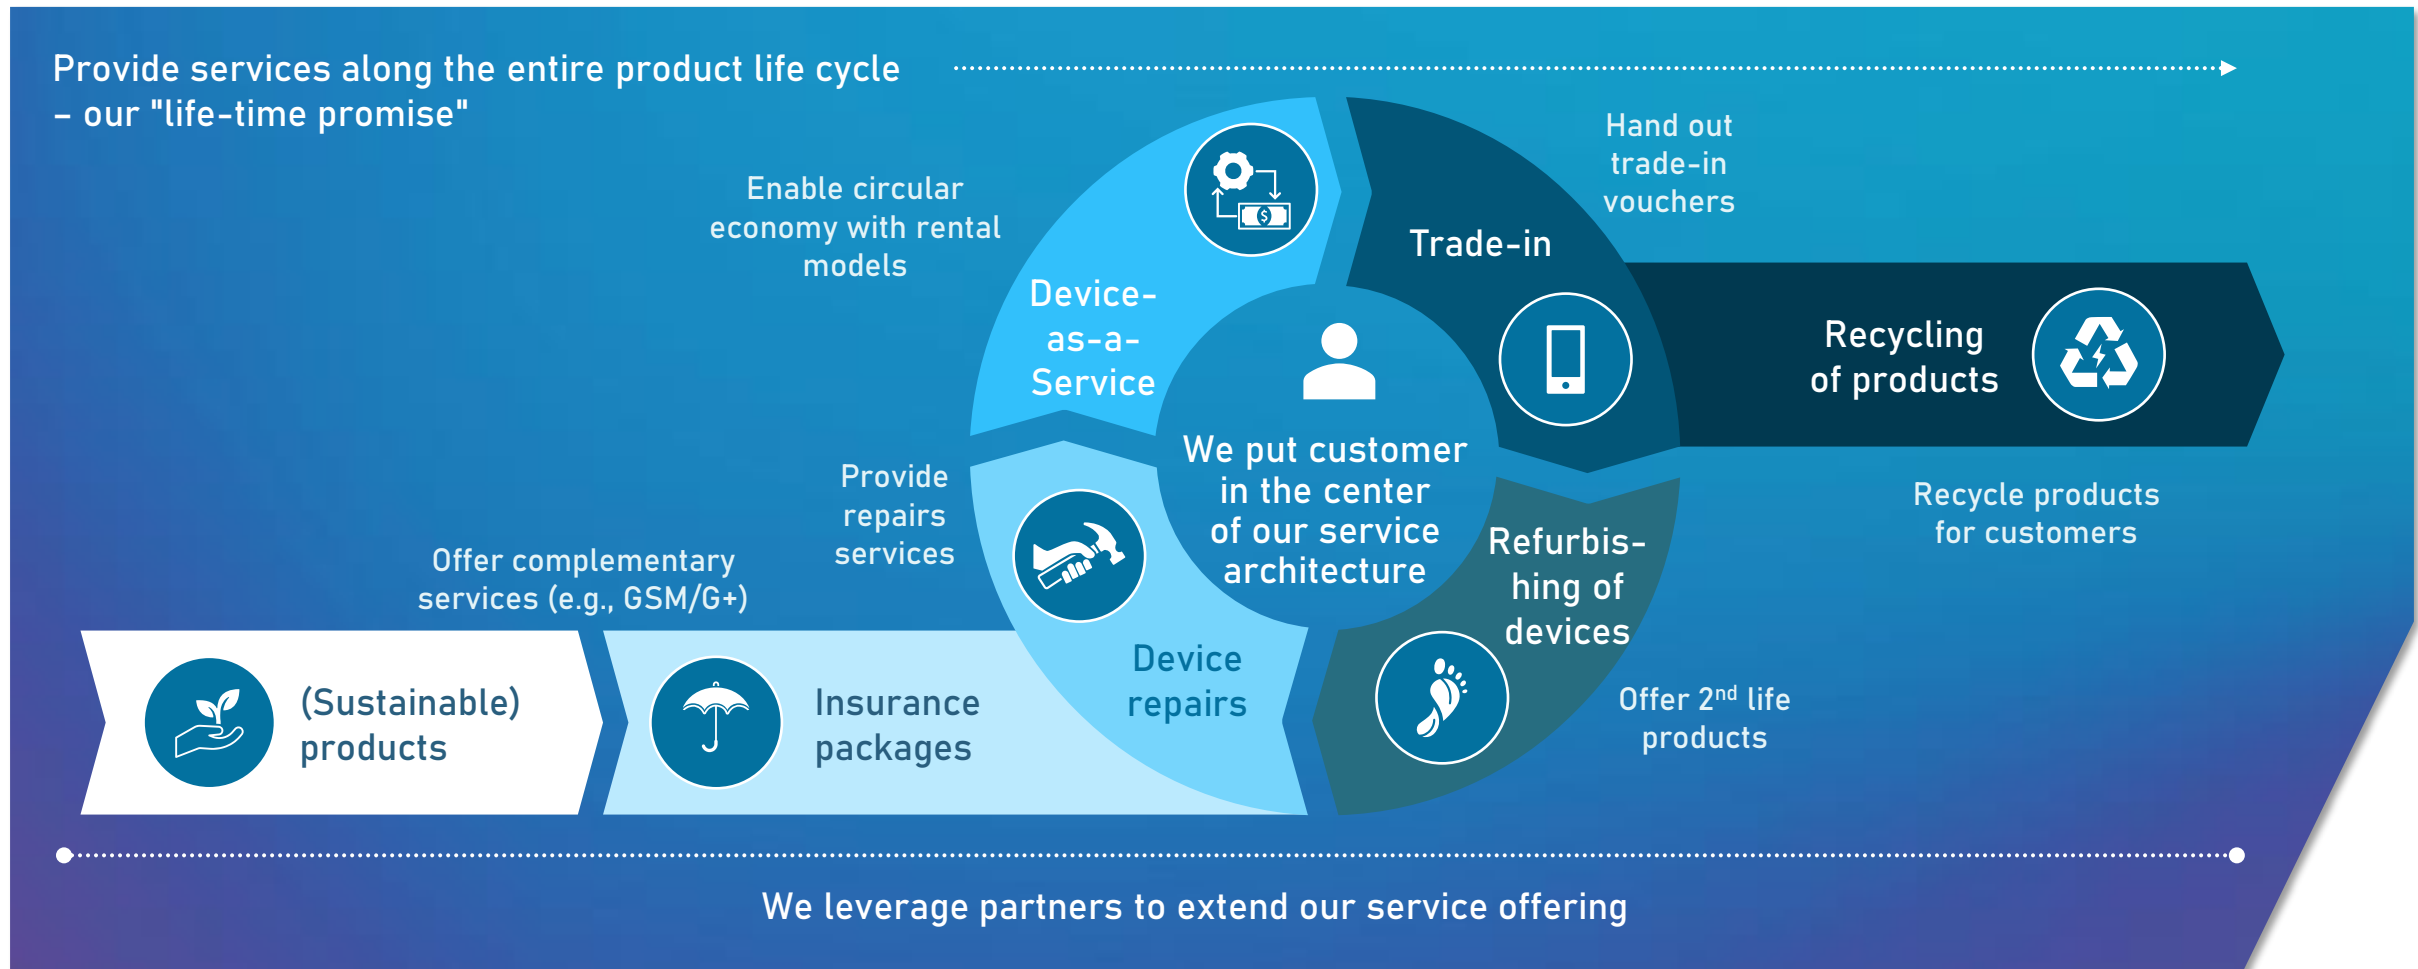 Provide services along the entire product life cycle
– our "life-time promise"
Hand out
trade-in
vouchers
Enable circular
economy with rental
models
Trade-in
Device-
as-a-
Service
Recycling
of products
We put customer
in the center
of our service
architecture
Provide
repairs
services
Recycle products
for customers
Offer complementary
services (e.g., GSM/G+)
Refurbis-
hing of
devices
Device
repairs
(Sustainable)
products
Insurance
packages
Offer 2nd life
products
We leverage partners to extend our service offering